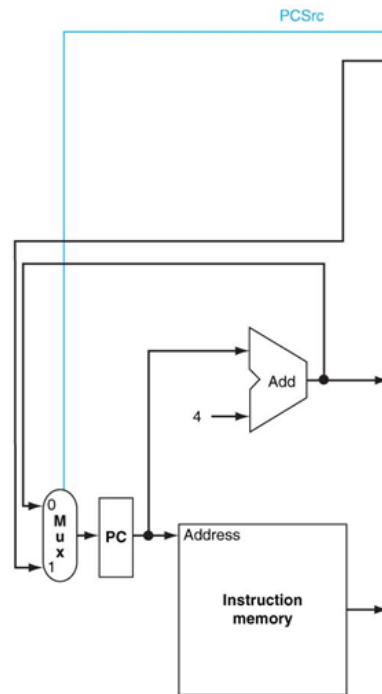 PCSrc
Add
4
0
M
u
x
1
PC
Address
Instruction
memory